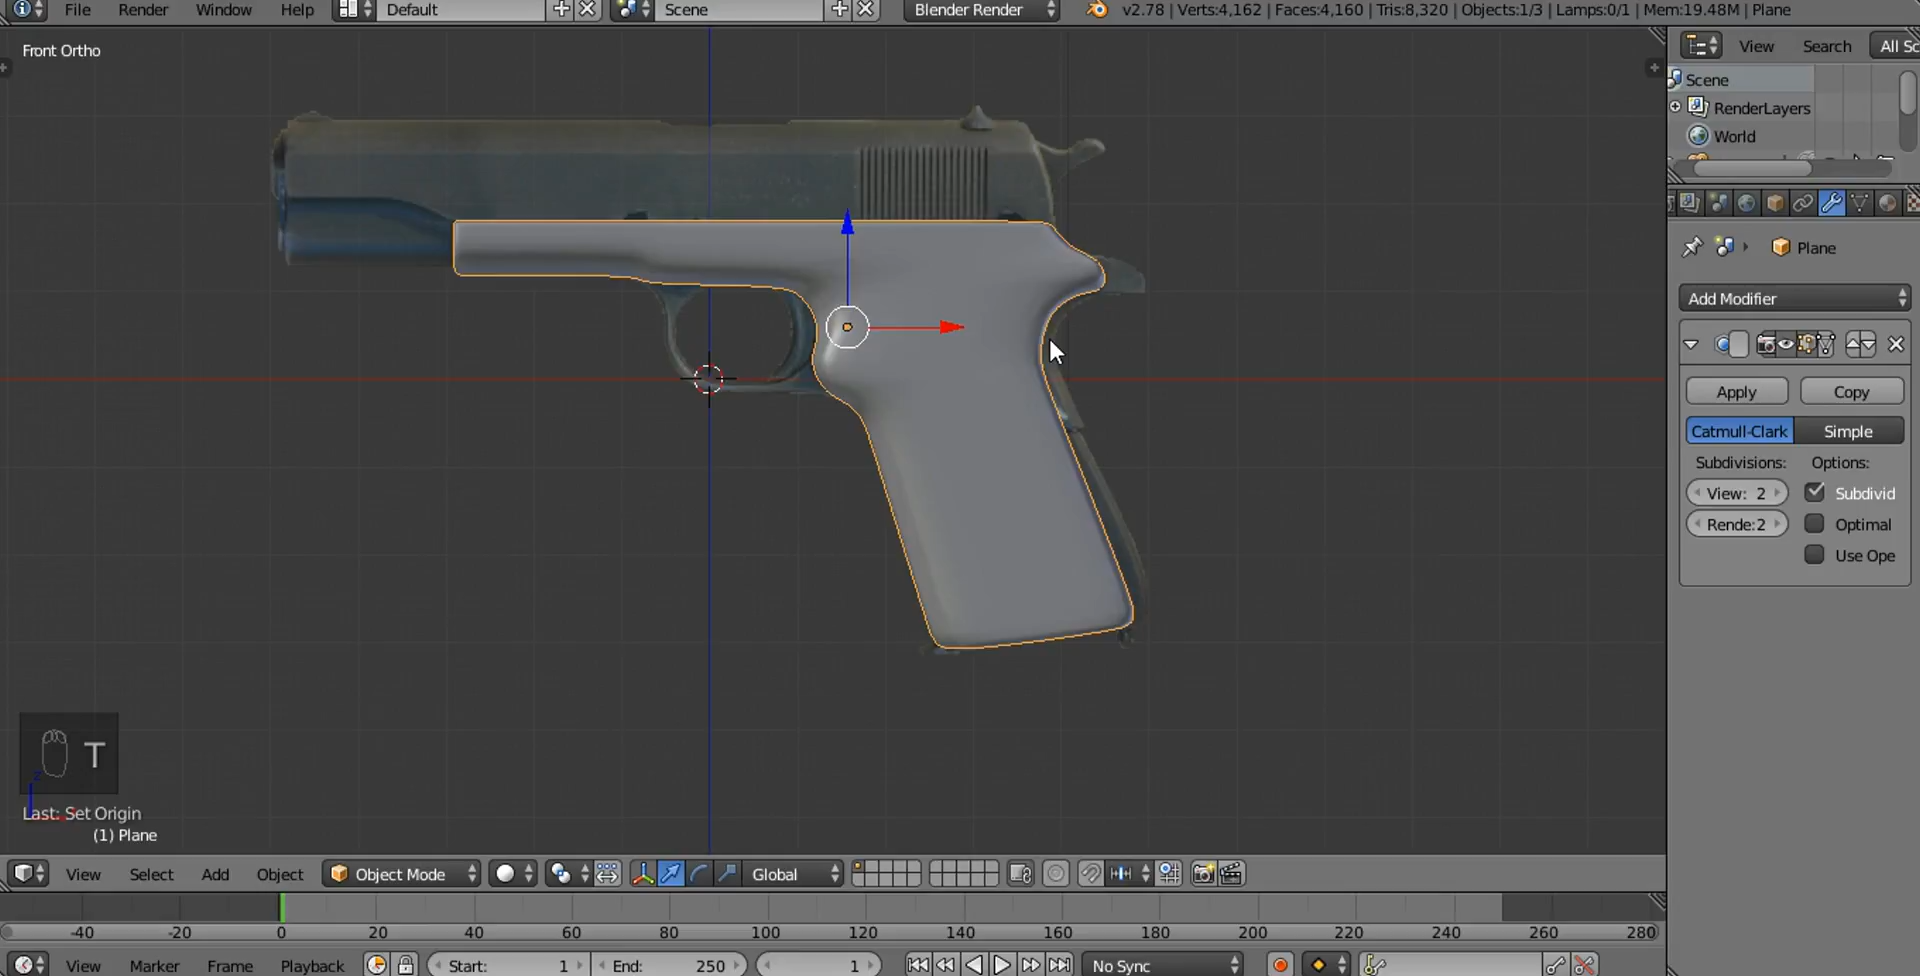 File Render Window Help Default Scene Blender Render v2.78 | Verts:4,162 | Faces:4,160 | Tris:8,320 | Objects:1/3 | Lamps:0/1 | Mem:19.48M | Plane
Front Ortho
View Search All Sc
Scene
RenderLayers
World
Plane
Add Modifier
Apply Copy
Catmull-Clark Simple
Subdivisions: Options:
View: 2 Subdivid
Rende:2 Optimal
Use Ope
T
z
Last: Set Origin
(1) Plane
View Select Add Object Object Mode Global
-40 -20 0 20 40 60 80 100 120 140 160 180 200 220 240 260 280
View Marker Frame Playback Start: 1 End: 250 1 No Sync